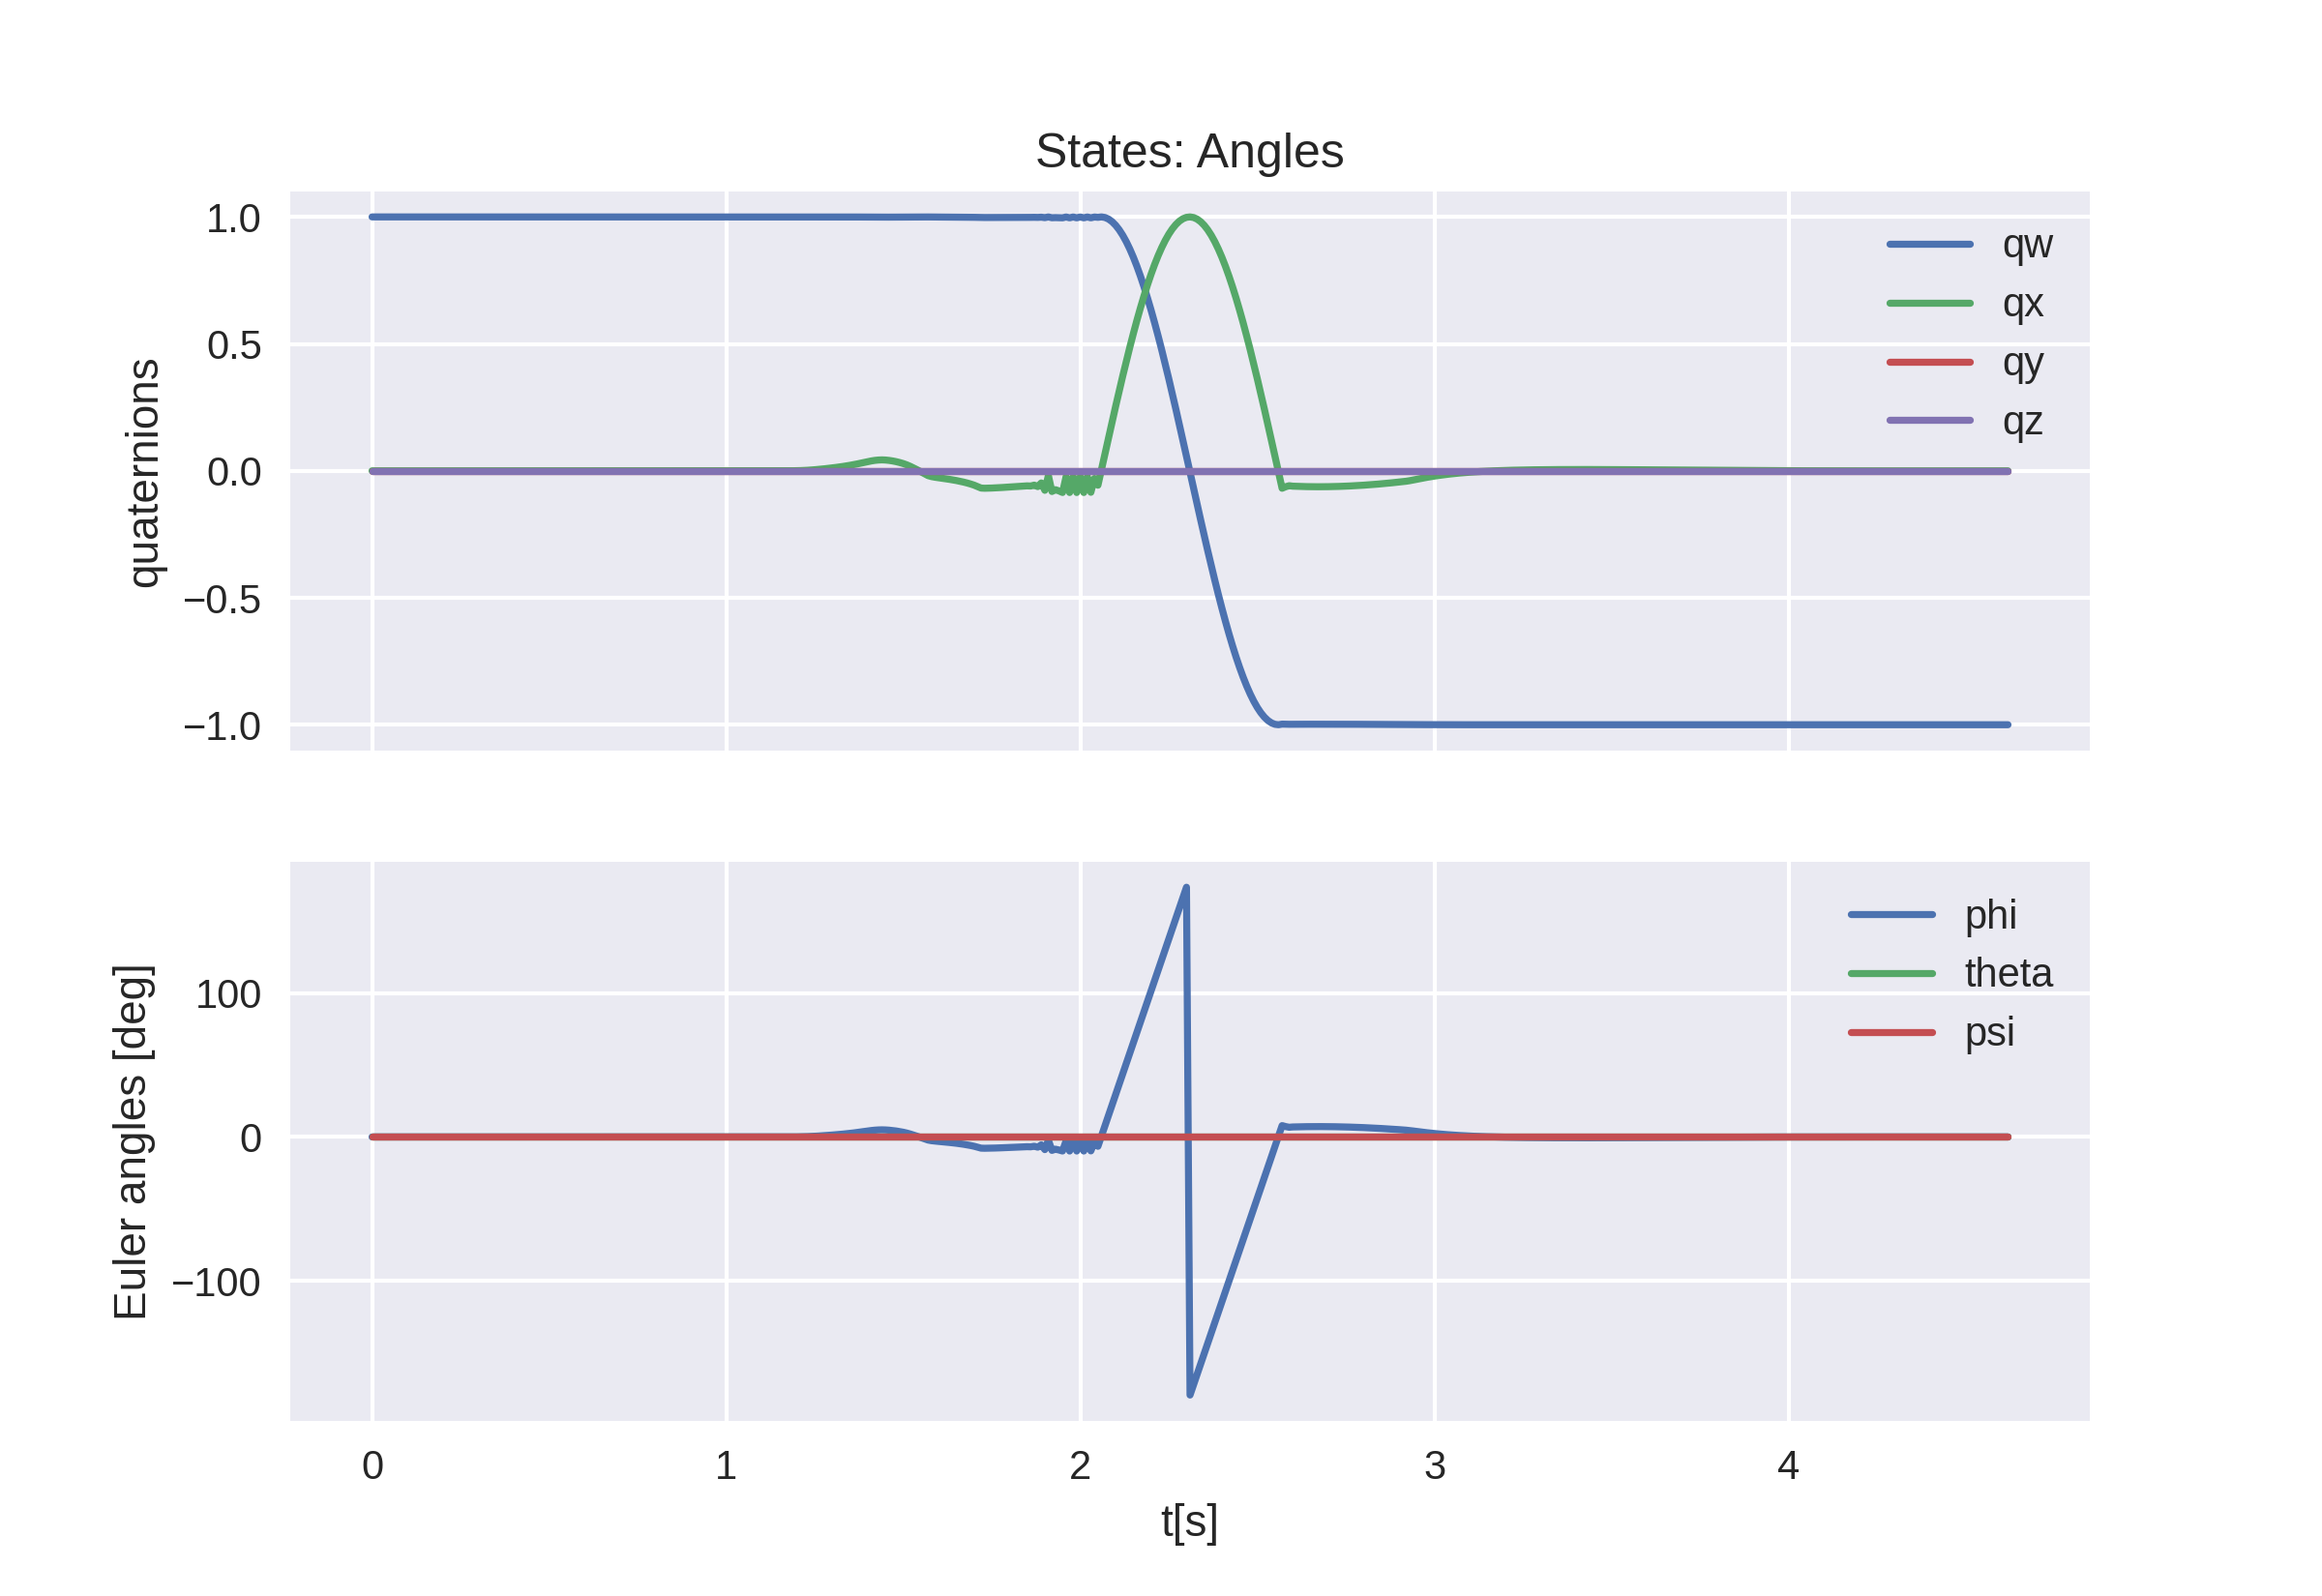 States: Angles
1.0
0.5
0.0
−0.5
−1.0
quaternions
qw
qx
qy
qz
100
0
−100
Euler angles [deg]
phi
theta
psi
0 1 2 3 4
t[s]